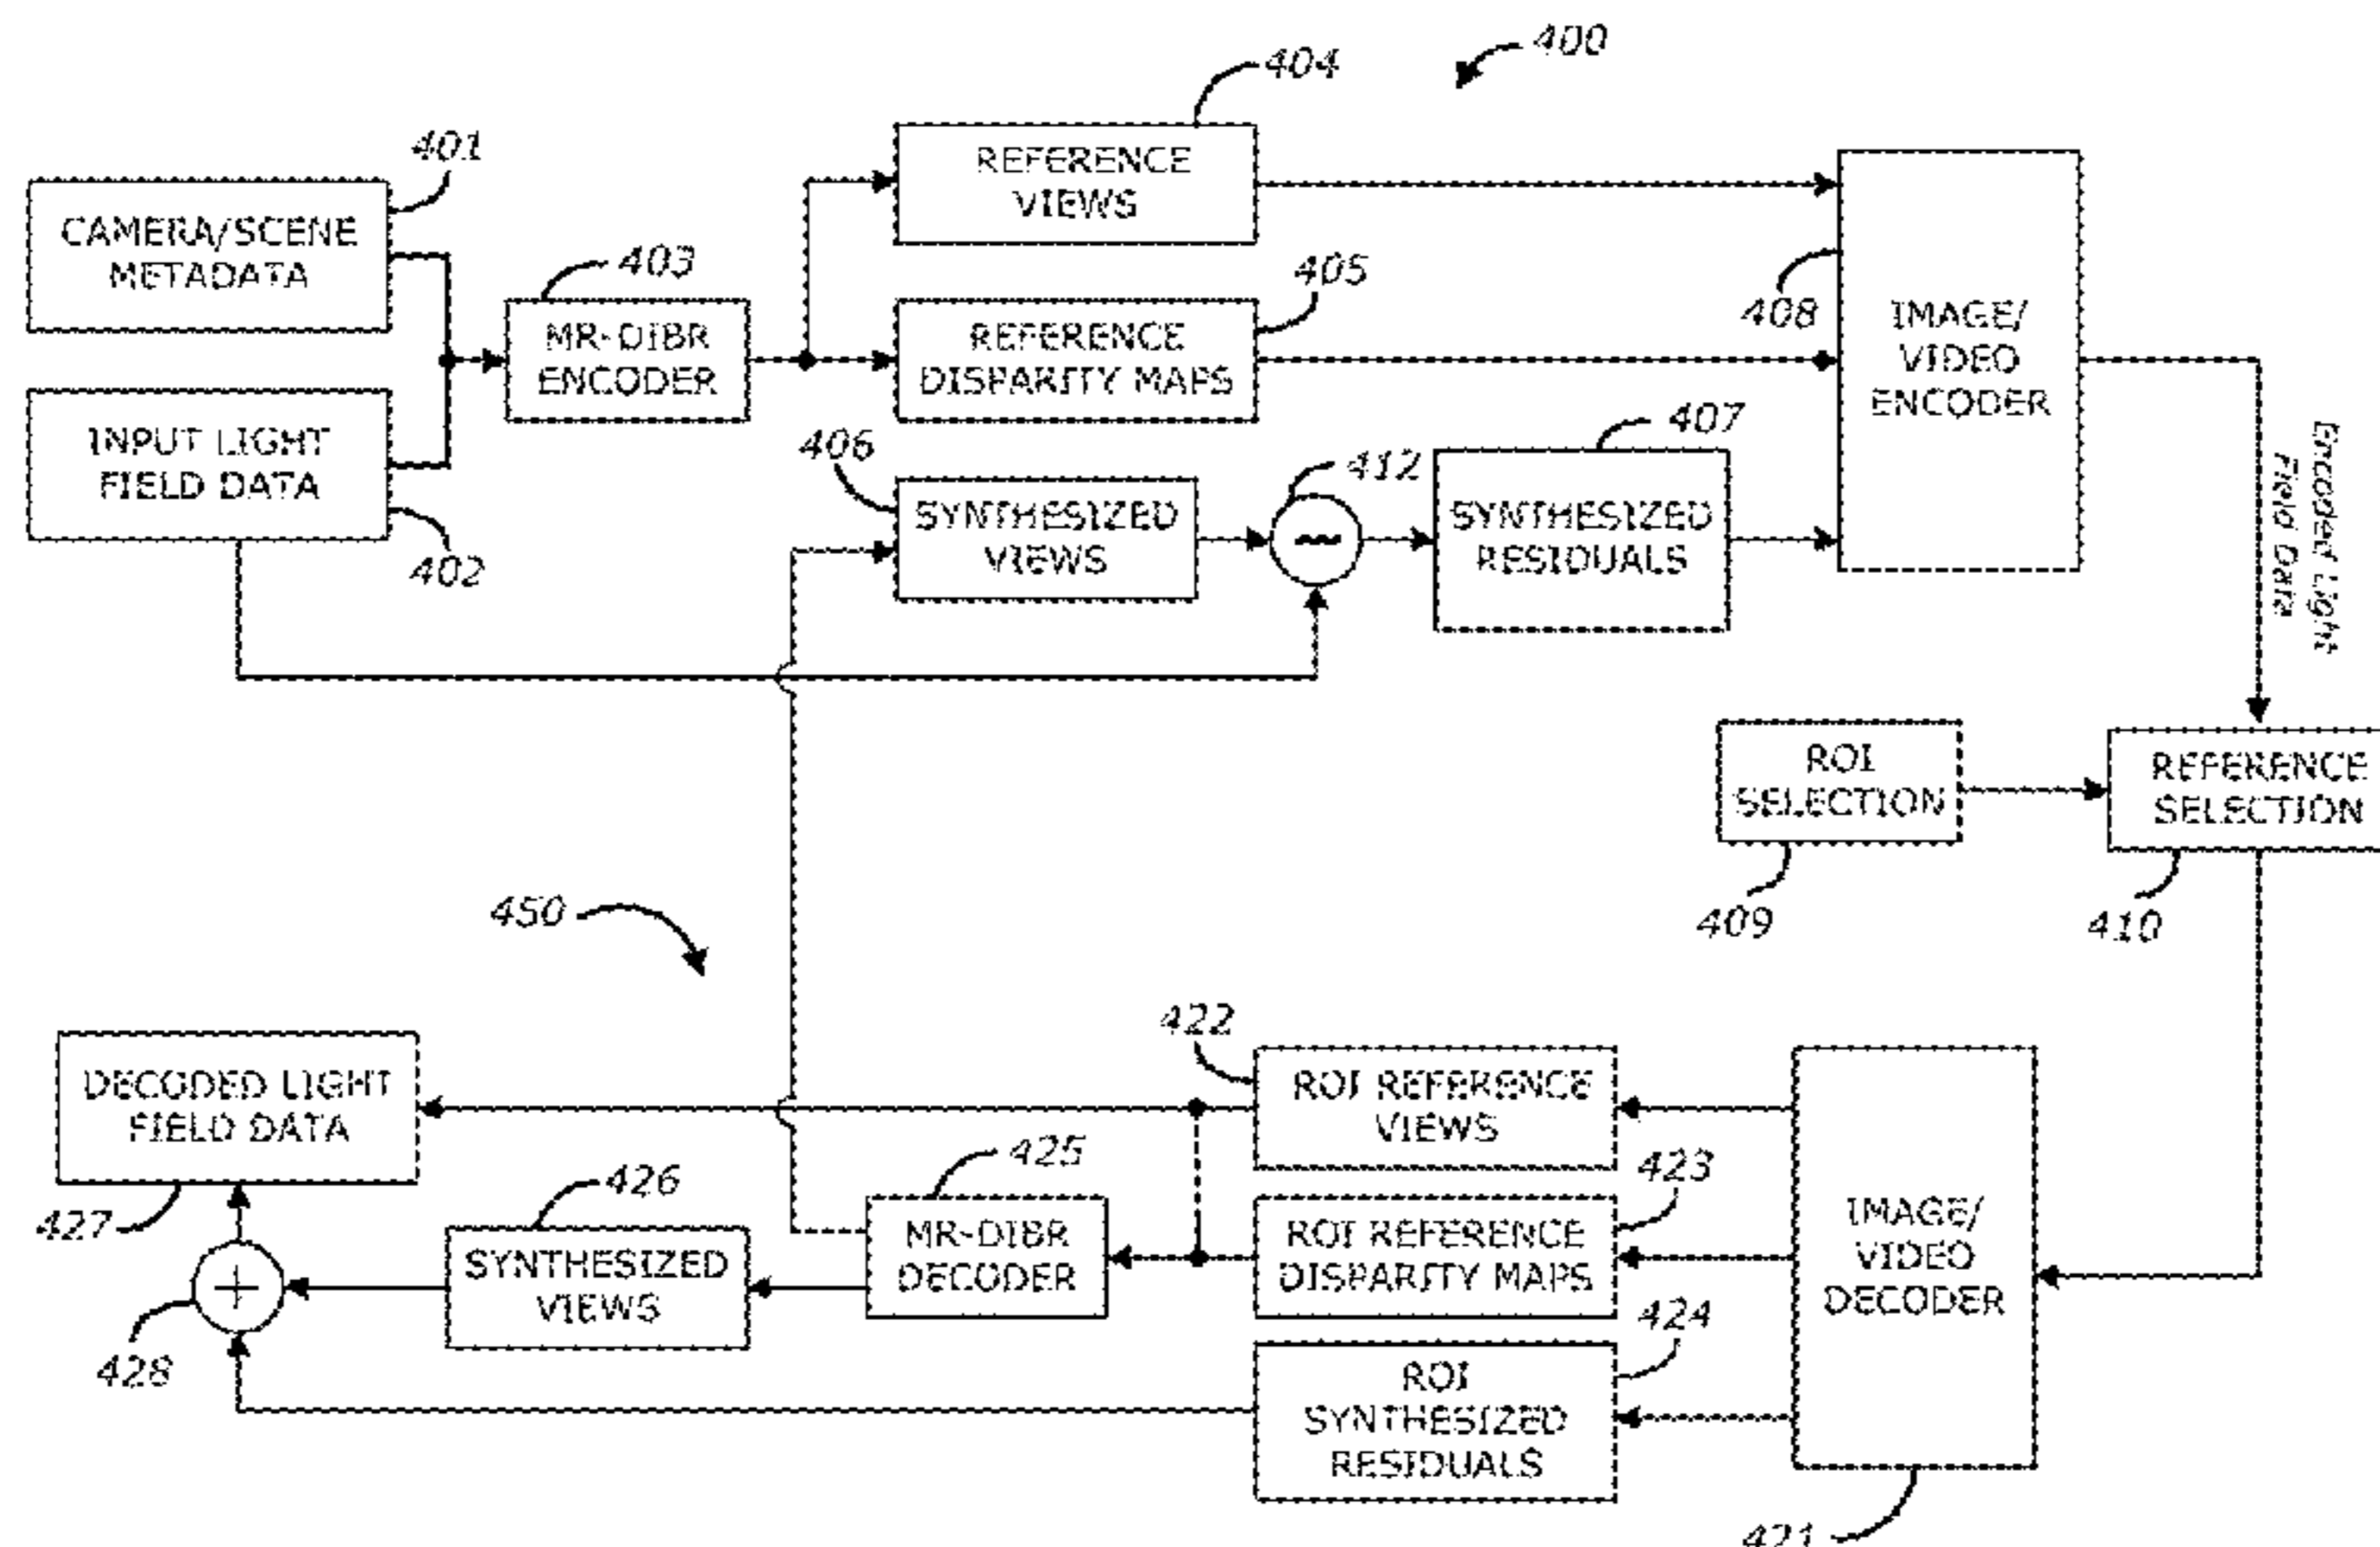 400
404
401
REFERENCE
VIEWS
CAMERA/SCENE
METADATA
403
405
408
IMAGE/
VIDEO
ENCODER
MR-DIBR
ENCODER
REFERENCE
DISPARITY MAPS
INPUT LIGHT
FIELD DATA
402
406
412
407
SYNTHESIZED
VIEWS
SYNTHESIZED
RESIDUALS
Encoded Light
Field Data
ROI
SELECTION
REFERENCE
SELECTION
409
410
450
422
DECODED LIGHT
FIELD DATA
ROI REFERENCE
VIEWS
427
426
425
423
SYNTHESIZED
VIEWS
MR-DIBR
DECODER
ROI REFERENCE
DISPARITY MAPS
IMAGE/
VIDEO
DECODER
+
428
424
ROI
SYNTHESIZED
RESIDUALS
421